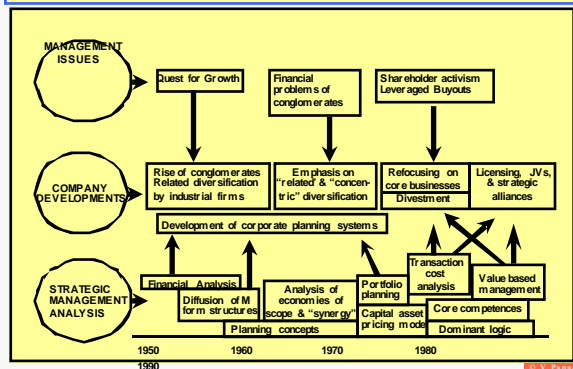 MANAGEMENT
ISSUES
Quest for Growth
Financial
problems of
conglomerates
Shareholder activism
Leveraged Buyouts
COMPANY
DEVELOPMENTS
Rise of conglomerates
Related diversification
by industrial firms
Emphasis on
"related' & "concen-
tric" diversification
Refocusing on
core businesses
Divestment
Licensing, JVs,
& strategic
alliances
Development of corporate planning systems
STRATEGIC
MANAGEMENT
ANALYSIS
Financial Analysis
Diffusion of M
form structures
Planning concepts
Analysis of
economies of
scope & "synergy"
Portfolio
planning
Capital asset
pricing mode
Transaction
cost
analysis
Value based
management
Core competences
Dominant logic
1950 1960 1970 1980
1990